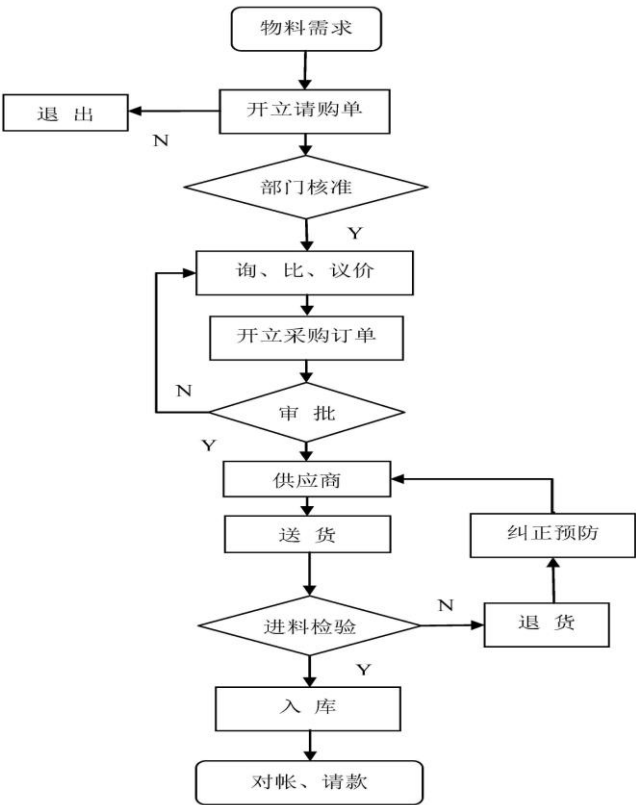 物料需求
退 出
开立请购单
N
部门核准
Y
询、比、议价
开立采购订单
N
审 批
Y
供应商
送 货
纠正预防
进料检验
N
退 货
Y
入 库
对帐、请款